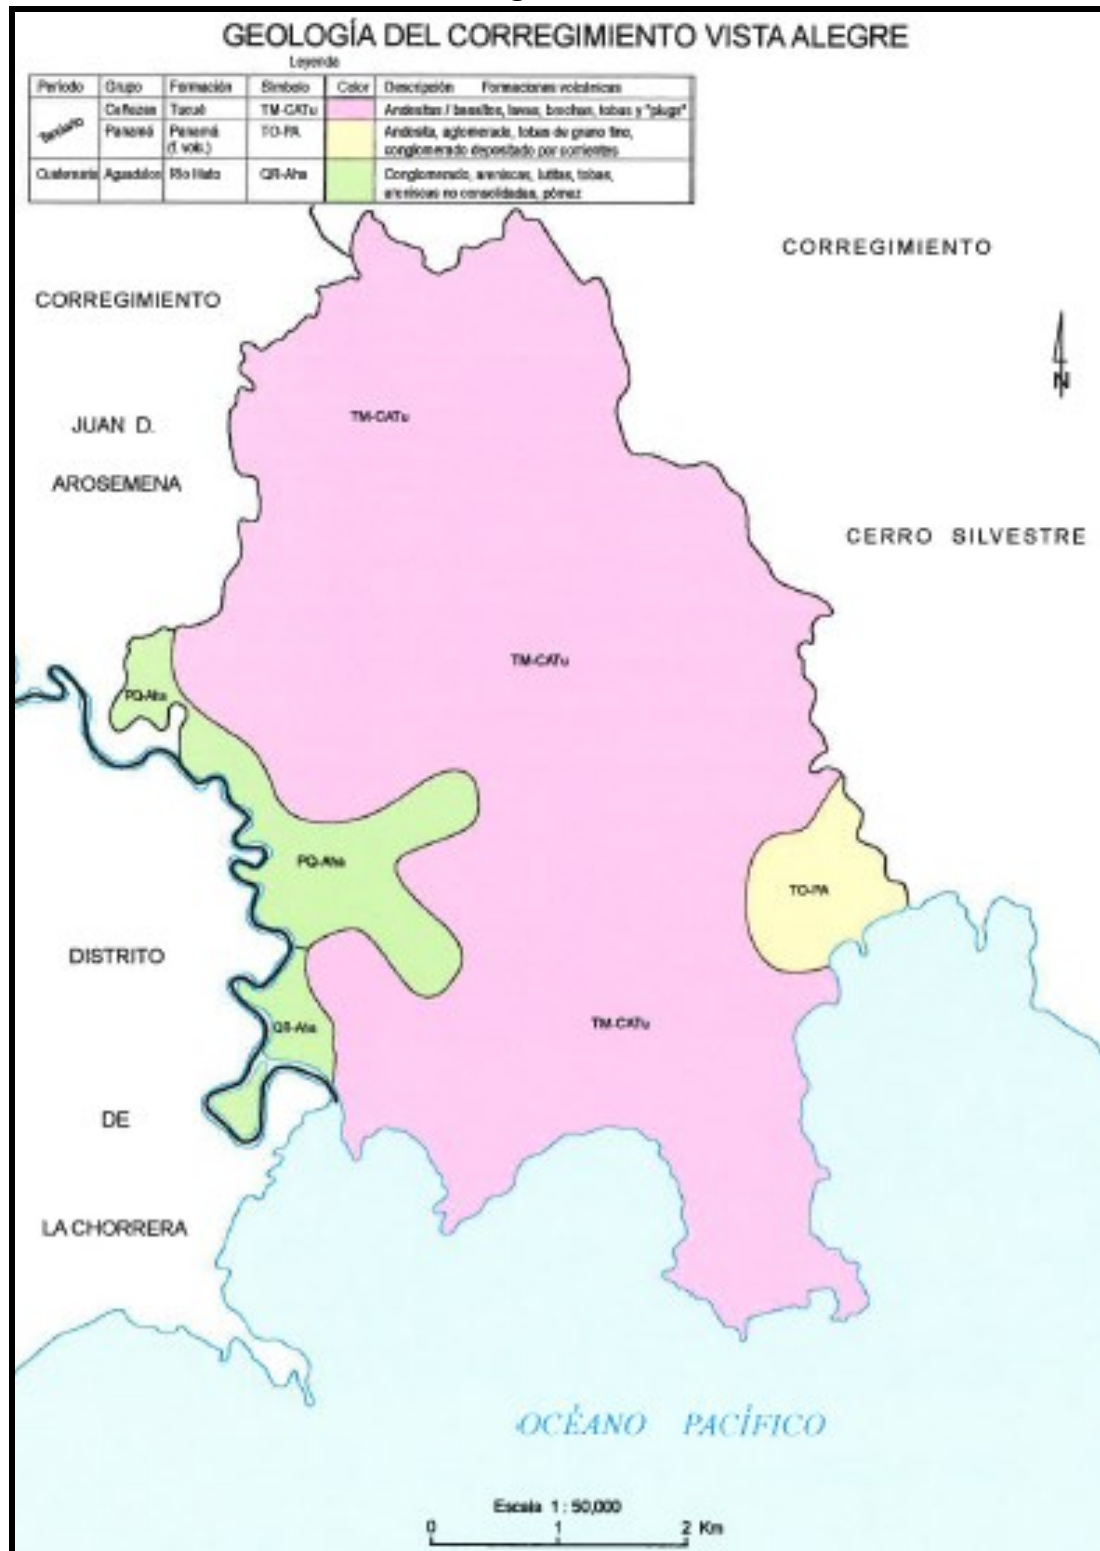 GEOLOGÍA DEL CORREGIMIENTO VISTA ALEGRE
Leyenda
Período Grupo Formación Símbolo Color Descripción Formaciones volcánicas
Terciario
Cañazas Tucué TM-CATu Andesitas / basaltos, lavas, brechas, tobas y "plugs"
Panamá Panamá TO-PA Andesita, aglomerado, tobas de grano fino,
(f. vols.) conglomerado depositado por corrientes
Cuaternario Aguadulce Río Hato QR-Aha Conglomerado, areniscas, lutitas, tobas,
areniscas no consolidadas, pómez
CORREGIMIENTO
CORREGIMIENTO
N
TM-CATu
JUAN D.
AROSEMENA
CERRO SILVESTRE
TM-CATu
PQ-Aha
PQ-Aha
TO-PA
DISTRITO
TM-CATu
QR-Aha
DE
LA CHORRERA
OCÉANO PACÍFICO
Escala 1 : 50,000
0 1 2 Km